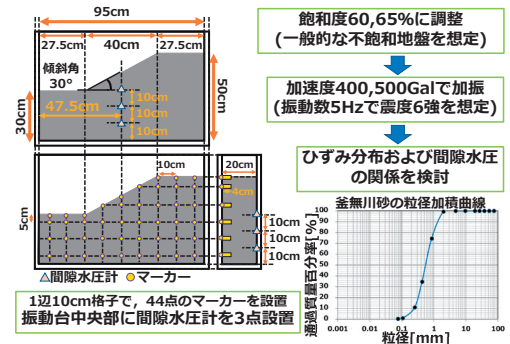 95cm
27.5cm
40cm
27.5cm
傾斜角
30°
47.5cm
10cm
10cm
10cm
30cm
50cm
10cm
20cm
4cm
5cm
10cm
10cm
10cm
間隙水圧計
マーカー
1辺10cm格子で，44点のマーカーを設置
振動台中央部に間隙水圧計を3点設置
飽和度60,65%に調整
(一般的な不飽和地盤を想定)
加速度400,500Galで加振
(振動数5Hzで震度6強を想定)
ひずみ分布および間隙水圧
の関係を検討
釜無川砂の粒径加積曲線
通過質量百分率[%]
100
90
80
70
60
50
40
30
20
10
0
0.001 0.01 0.1 1 10 100
粒径[mm]